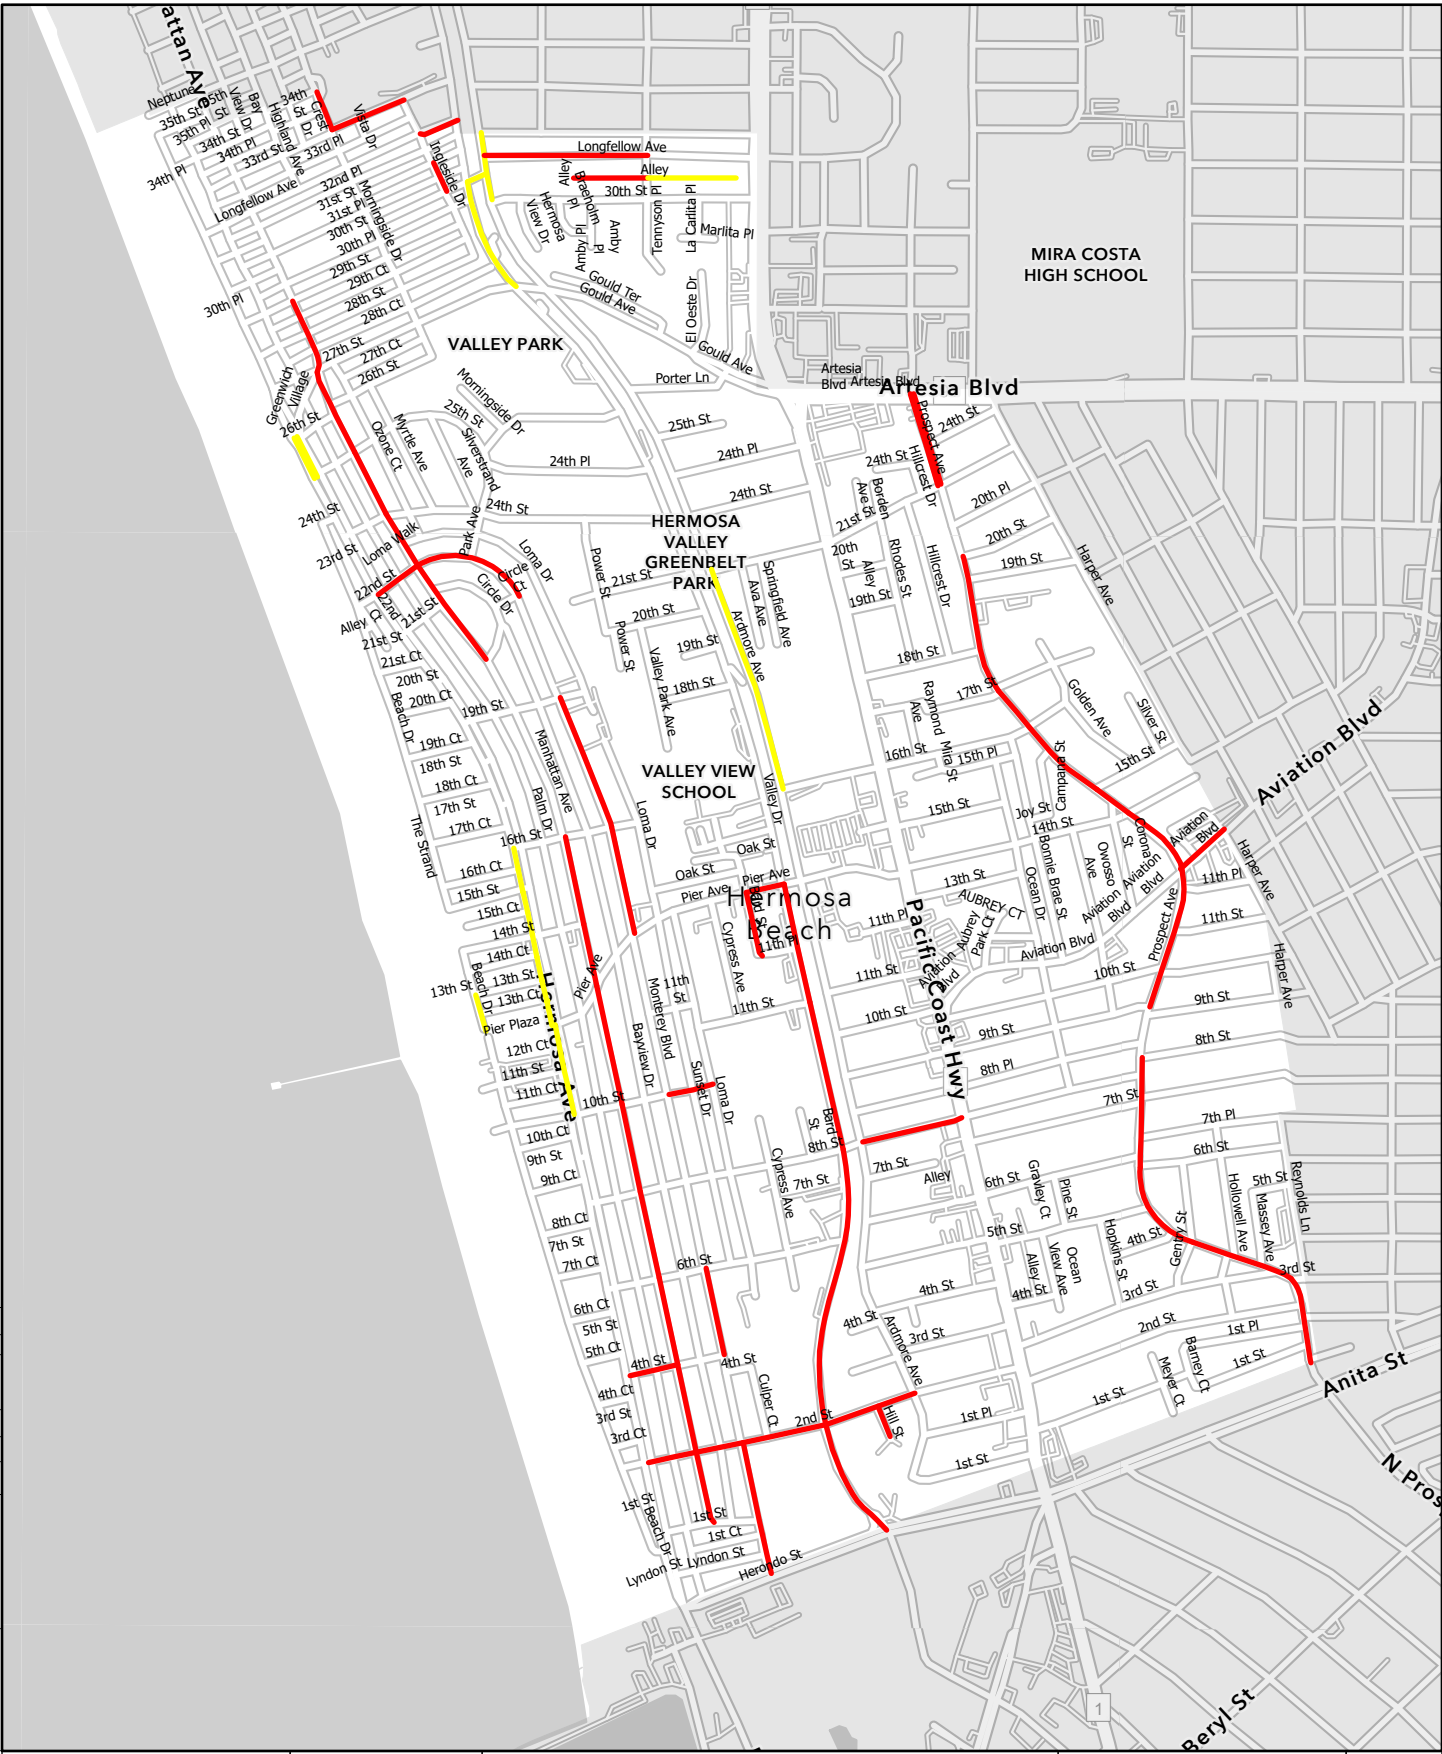 attan Ave
Neptune
35th St
35th
St
35th Pl
View Dr
Bay
34th
St
Dr
Crest
Vista Dr
34th St
34th Pl
33rd St
33rd Pl
Highland Ave
34th Pl
Longfellow Ave
32nd Pl
31st St
31st Pl
30th St
30th Pl
Morningside Dr
29th St
29th Ct
28th St
28th Ct
30th Pl
27th St
27th Ct
26th St
Ingleside Dr
Longfellow Ave
Alley
Alley
30th St
Braeholm
Pl
Hermosa
View Dr
Amby Pl
Amby
Pl
Tennyson Pl
La Carlita Pl
Marlita Pl
Gould Ter
Gould Ave
El Oeste Dr
Gould Ave
MIRA COSTA
HIGH SCHOOL
VALLEY PARK
Porter Ln
Artesia
Blvd
Artesia Blvd
Artesia Blvd
Greenwich
Village
26th St
Morningside Dr
25th St
Ozone Ct
Myrtle Ave
Silverstrand
Ave
25th St
24th Pl
24th Pl
24th St
24th St
Prospect Ave
24th St
24th St
Hillcrest Dr
Borden
Ave
21st St
20th Pl
20th St
19th St
Harper Ave
24th St
23rd St
Loma Walk
Park Ave
Loma Dr
Circle
Ct
Circle Dr
22nd St
22nd
Alley Ct
21st St
21st St
21st Ct
20th St
20th Ct
Beach Dr
19th St
19th Ct
18th St
18th Ct
17th St
17th Ct
HERMOSA
VALLEY
GREENBELT
PARK
Power St
21st St
20th St
Power St
19th St
18th St
Valley Park Ave
Ardmore Ave
Ava Ave
Springfield Ave
20th
St
Alley
19th St
Rhodes St
Hillcrest Dr
18th St
17th St
Raymond
Ave
Mira St
16th St
15th Pl
15th St
Golden Ave
Silver St
15th St
Campana St
Joy St
14th St
Aviation Blvd
Manhattan Ave
Palm Dr
VALLEY VIEW
SCHOOL
Valley Dr
Loma Dr
Oak St
Oak St
Pier Ave
Pier Ave
The Strand
16th St
16th Ct
15th St
15th Ct
14th St
14th Ct
13th St
13th St
13th Ct
Beach Dr
Pier Plaza
12th Ct
11th St
11th Ct
Hermosa Ave
10th St
10th Ct
9th St
9th Ct
Pier Ave
Hermosa
Beach
Bard St
11th Pl
Cypress Ave
11th
St
11th St
Monterey Blvd
Bayview Dr
Sunset Dr
Loma Dr
Pacific Coast Hwy
13th St
11th Pl
AUBREY CT
Aubrey
Park Ct
Aviation
Blvd
11th St
10th St
9th St
8th Pl
Ocean Dr
Bonnie Brae St
Owosso
Ave
Corona
St
Aviation
Blvd
Aviation
Blvd
Aviation
Blvd
Aviation Blvd
10th St
Prospect Ave
11th Pl
11th St
Harper Ave
Harper Ave
9th St
8th St
7th St
7th Pl
6th St
Bard
St
8th St
7th St
Cypress Ave
7th St
Alley
6th St
5th St
Gravley Ct
Pine St
Hopkins St
4th St
Gentry St
Hollowell Ave
5th St
Massey Ave
Reynolds Ln
3rd St
8th Ct
7th St
7th Ct
6th St
6th Ct
5th St
5th Ct
4th St
4th Ct
3rd St
3rd Ct
4th St
Culper Ct
2nd St
4th St
Ardmore Ave
4th St
3rd St
Alley
4th St
Ocean
View Ave
3rd St
2nd St
1st Pl
1st St
Barney Ct
Meyer Ct
1st St
1st Pl
1st St
Hill St
Anita St
N Pros
1st St
Beach Dr
1st St
1st Ct
Lyndon St
Lyndon St
Herondo St
1
Beryl St